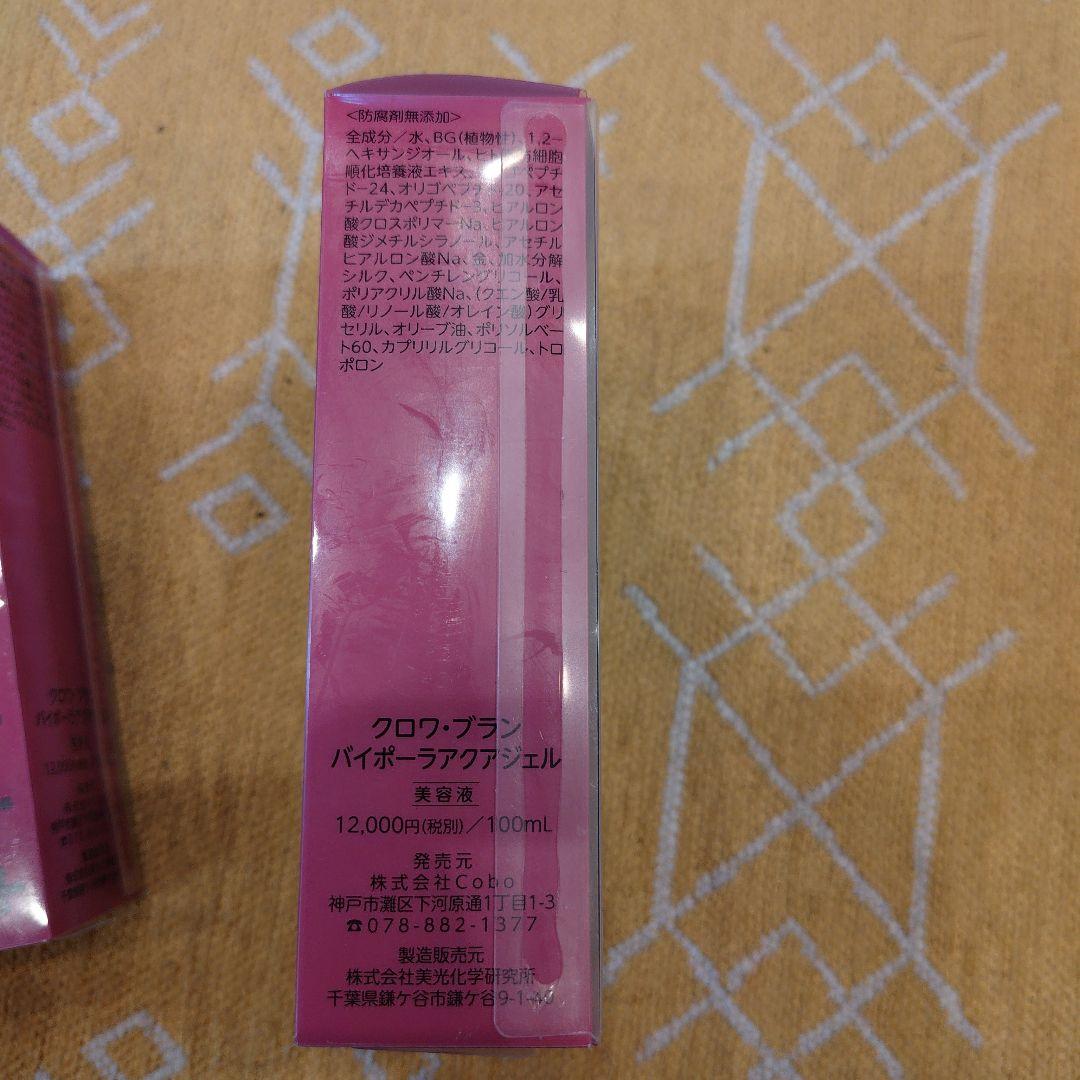 <防腐剤無添加>
全成分/水、BG(植物性)、1,2-
ヘキサンジオール、ヒト脂肪細胞
順化培養液エキス、オリゴペプチ
ド-24、オリゴペプチド-20、アセ
チルデカペプチド-3、ヒアルロン
酸クロスポリマーNa、ヒアルロン
酸ジメチルシラノール、アセチル
ヒアルロン酸Na、金、加水分解
シルク、ペンチレングリコール、
ポリアクリル酸Na、(クエン酸/乳
酸/リノール酸/オレイン酸)グリ
セリル、オリーブ油、ポリソルベー
ト60、カプリリルグリコール、トロ
ポロン
クロワ・ブラン
バイポーラアクアジェル
美容液
12,000円(税別)/100mL
発売元
株式会社Cobo
神戸市灘区下河原通1丁目1-3
☎078-882-1377
製造販売元
株式会社美光化学研究所
千葉県鎌ケ谷市鎌ケ谷9-1-40